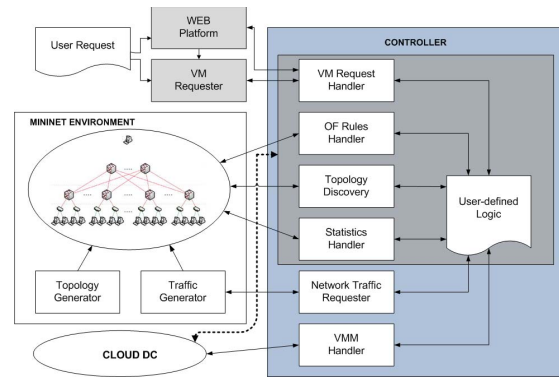 WEB
Platform
User Request
VM
Requester
CONTROLLER
VM Request
Handler
MININET ENVIRONMENT
OF Rules
Handler
Topology
Discovery
User-defined
Logic
Statistics
Handler
Topology
Generator
Traffic
Generator
Network Traffic
Requester
CLOUD DC
VMM
Handler